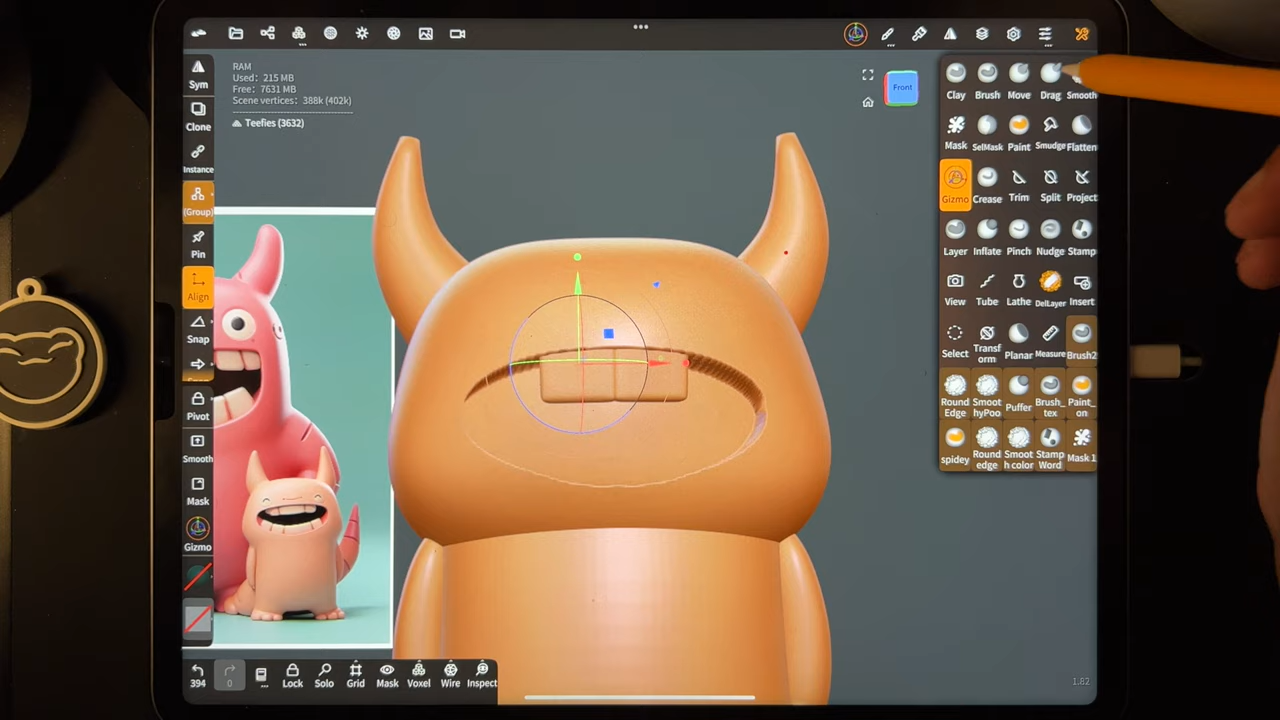 RAM
Used: 215 MB
Free: 7631 MB
Scene vertices: 388k (402k)
Teefies (3632)
Front
Sym
Clone
Instance
(Group)
Pin
Align
Snap
Pivot
Smooth
Mask
Gizmo
Clay Brush Move Drag Smooth
Mask SelMask Paint Smudge Flatten
Gizmo Crease Trim Split Project
Layer Inflate Pinch Nudge Stamp
View Tube Lathe DelLayer Insert
Select Transform Planar Measure Brush2
Round Edge SmoothyPoo Puffer Brush_tex Paint_on
spidey Round edge Smooth color Stamp Word Mask 1
394 0 Lock Solo Grid Mask Voxel Wire Inspect
1.82